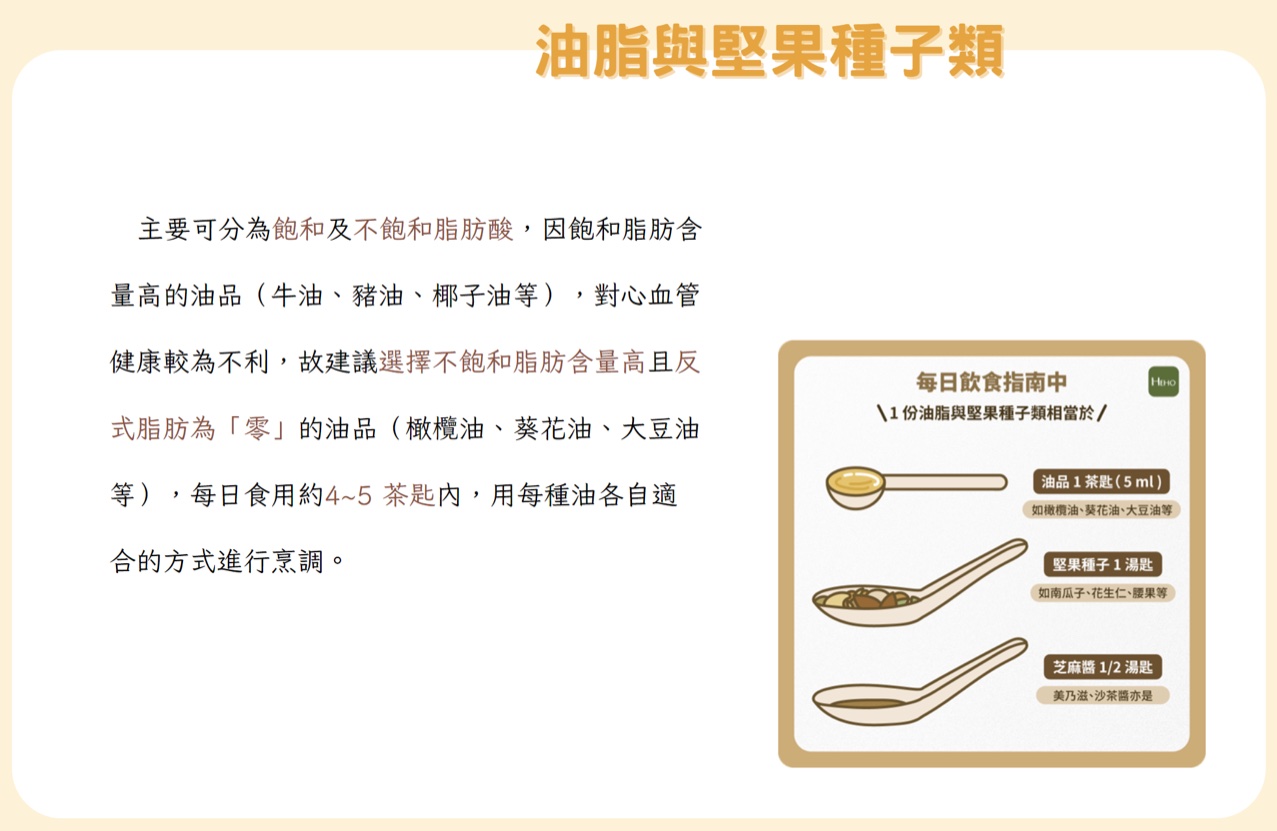 油脂與堅果種子類
主要可分為飽和及不飽和脂肪酸，因飽和脂肪含
量高的油品（牛油、豬油、椰子油等），對心血管
健康較為不利，故建議選擇不飽和脂肪含量高且反
式脂肪為「零」的油品（橄欖油、葵花油、大豆油
等），每日食用約4~5 茶匙內，用每種油各自適
合的方式進行烹調。
每日飲食指南中
HEHO
\1 份油脂與堅果種子類相當於/
油品 1 茶匙（5 ml）
如橄欖油、葵花油、大豆油等
堅果種子 1 湯匙
如南瓜子、花生仁、腰果等
芝麻醬 1/2 湯匙
美乃滋、沙茶醬亦是